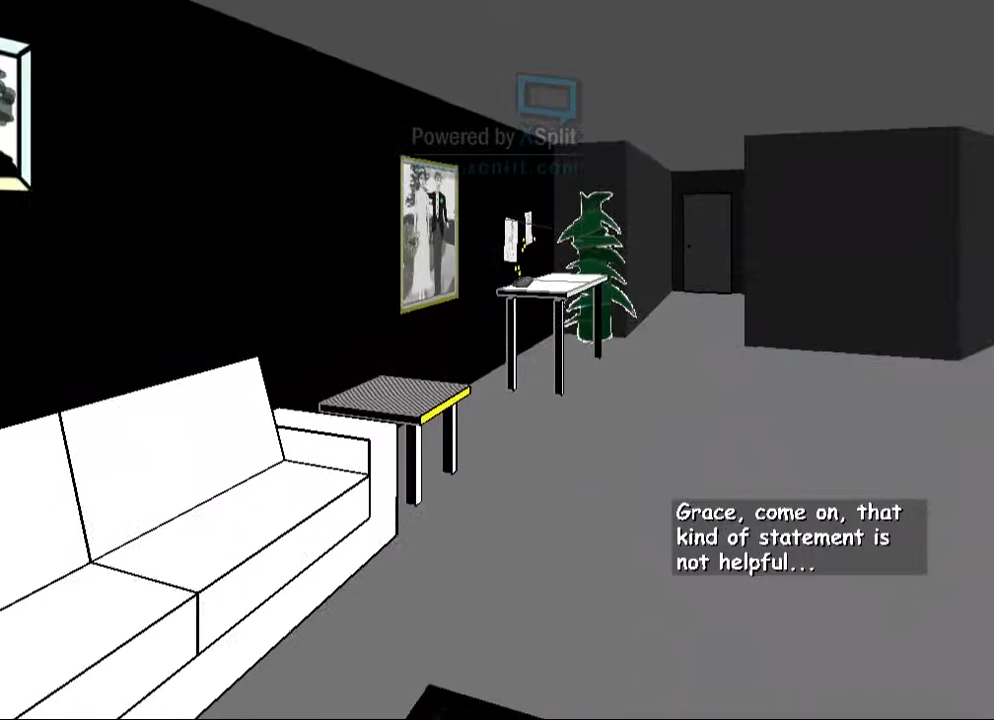 Powered by XSplit
Grace, come on, that
kind of statement is
not helpful...